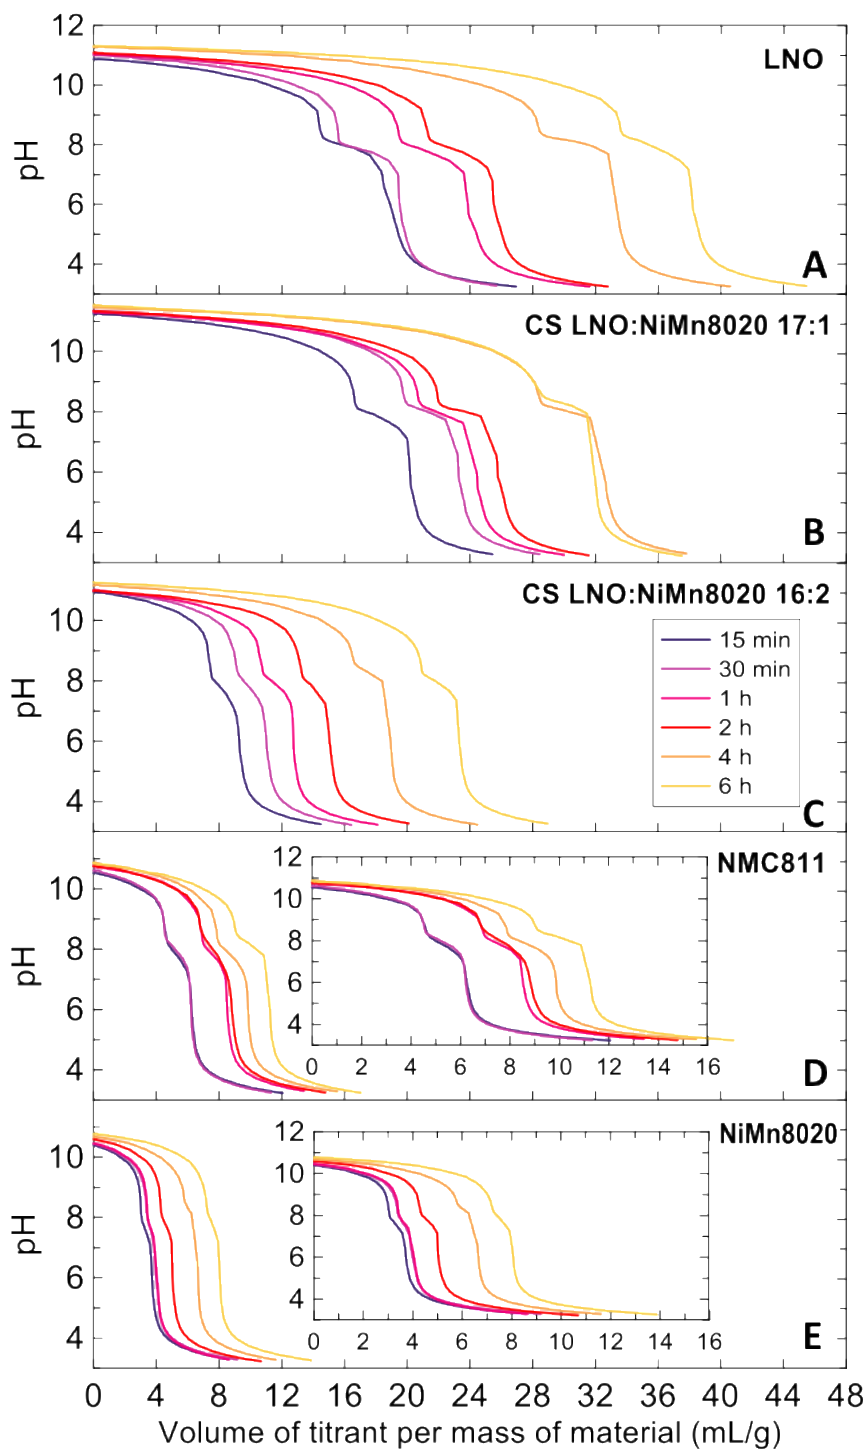 12
LNO
10
8
pH
6
4
A
CS LNO:NiMn8020 17:1
10
8
pH
6
4
B
CS LNO:NiMn8020 16:2
10
15 min
30 min
8
1 h
pH
2 h
6
4 h
6 h
4
C
NMC811
12
10
10
8
8
pH
6
6
4
0 2 4 6 8 10 12 14 16
4
D
NiMn8020
12
10
10
8
8
pH
6
6
4
0 2 4 6 8 10 12 14 16
4
E
0 4 8 12 16 20 24 28 32 36 40 44 48
Volume of titrant per mass of material (mL/g)